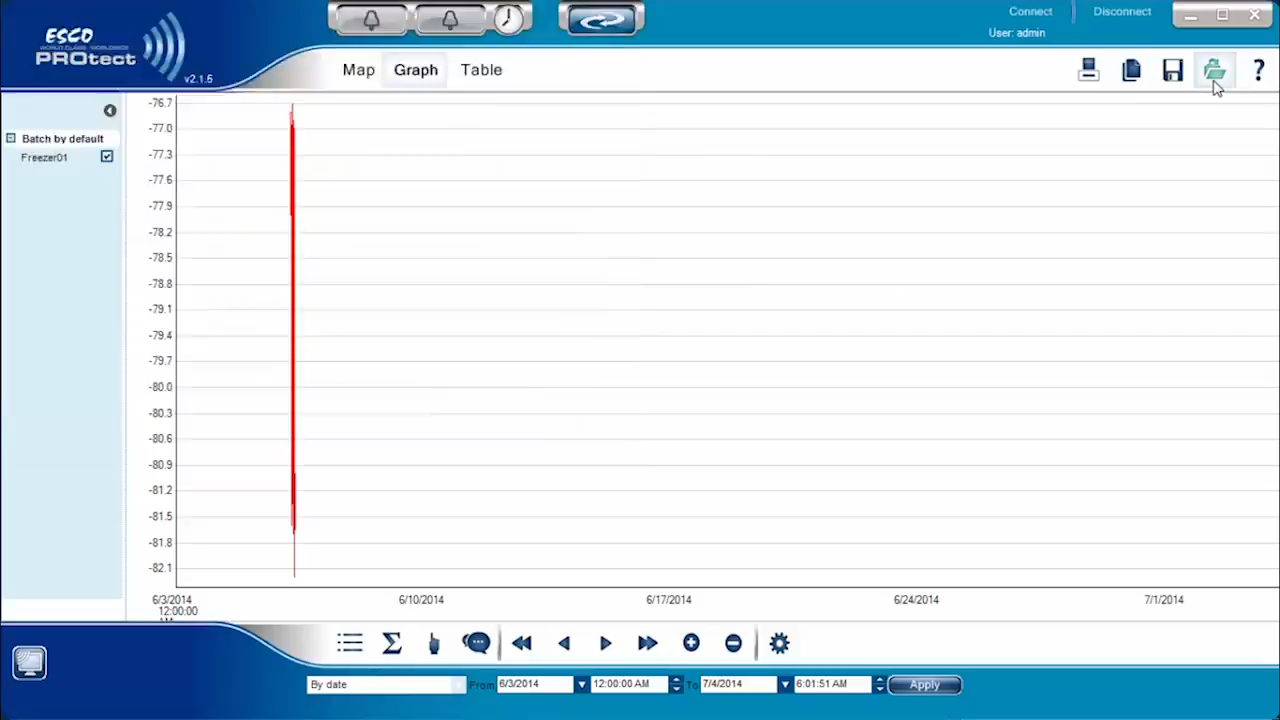 ESCO
WORLD CLASS. WORLDWIDE.
PROtect
v2.1.5
Connect
Disconnect
User: admin
Map
Graph
Table
?
Batch by default
Freezer01
-76.7
-77.0
-77.3
-77.6
-77.9
-78.2
-78.5
-78.8
-79.1
-79.4
-79.7
-80.0
-80.3
-80.6
-80.9
-81.2
-81.5
-81.8
-82.1
6/3/2014 6/10/2014 6/17/2014 6/24/2014 7/1/2014
12:00:00
AM
By date
From 6/3/2014 12:00:00 AM To 7/4/2014 6:01:51 AM Apply